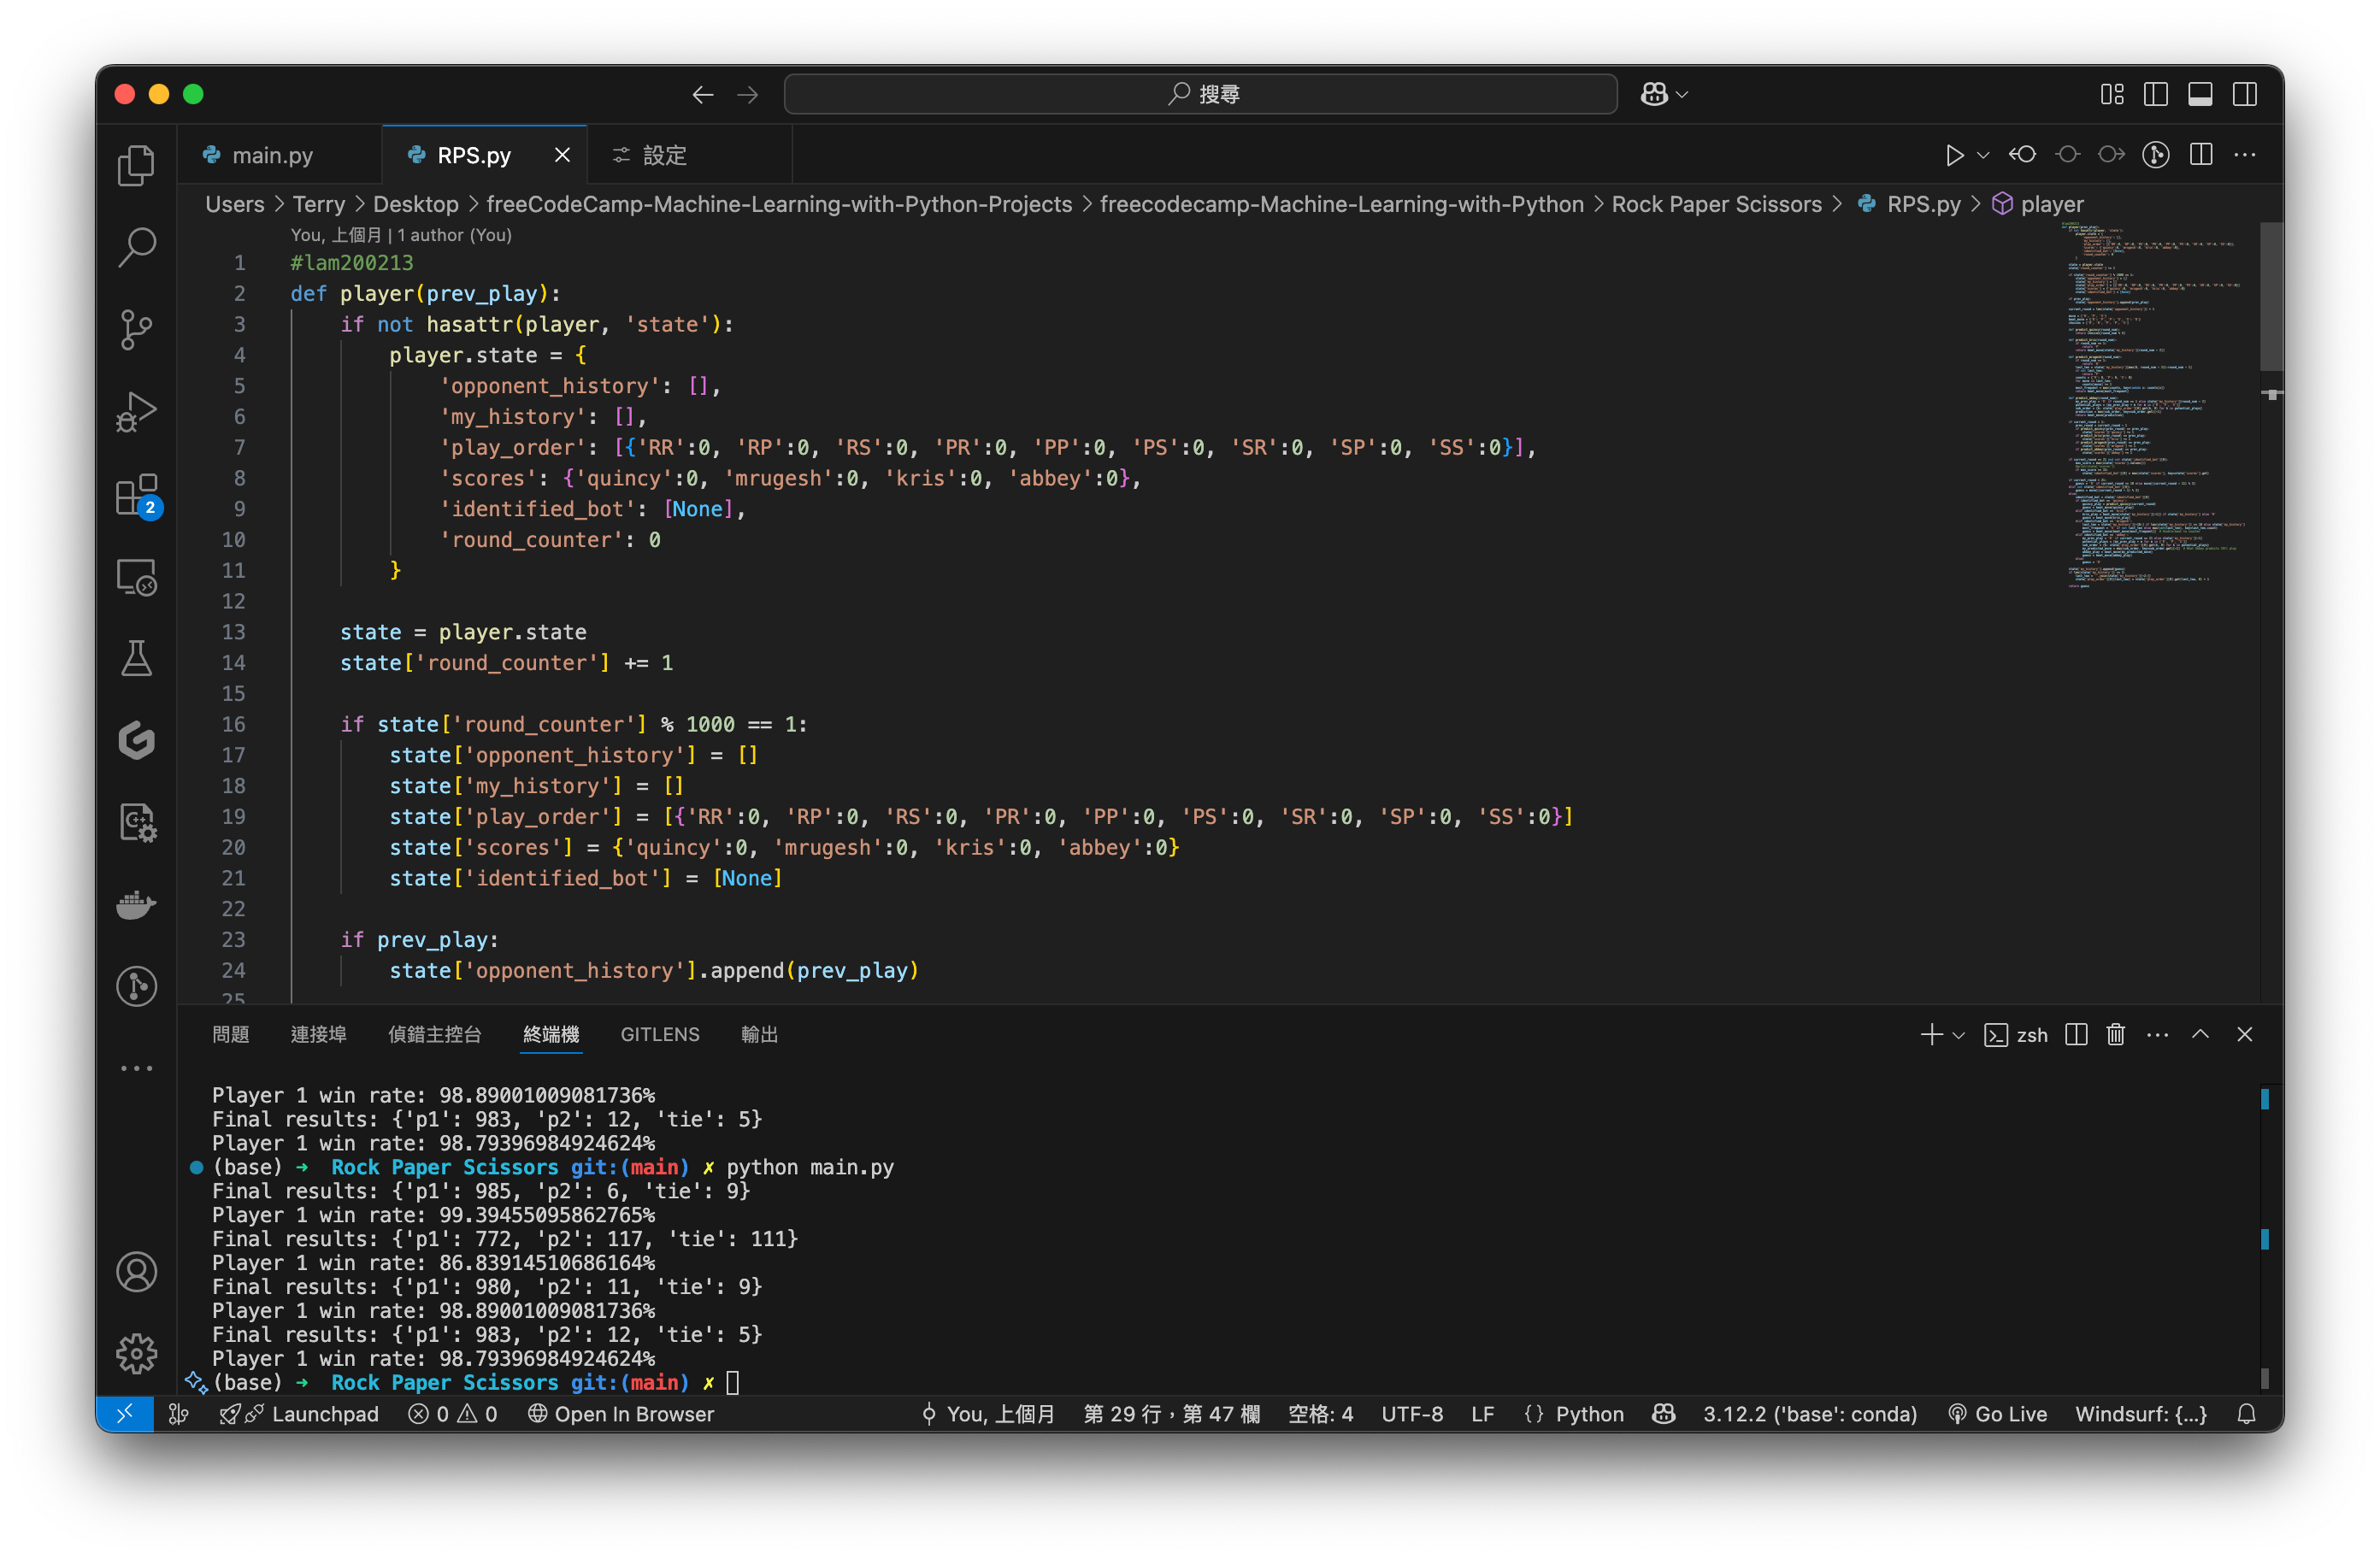 搜尋
main.py
RPS.py
設定
Users > Terry > Desktop > freeCodeCamp-Machine-Learning-with-Python-Projects > freecodecamp-Machine-Learning-with-Python > Rock Paper Scissors > RPS.py > player
You, 上個月 | 1 author (You)
1 #lam200213
2 def player(prev_play):
3     if not hasattr(player, 'state'):
4         player.state = {
5             'opponent_history': [],
6             'my_history': [],
7             'play_order': [{'RR':0, 'RP':0, 'RS':0, 'PR':0, 'PP':0, 'PS':0, 'SR':0, 'SP':0, 'SS':0}],
8             'scores': {'quincy':0, 'mrugesh':0, 'kris':0, 'abbey':0},
9             'identified_bot': [None],
10             'round_counter': 0
11         }
12
13     state = player.state
14     state['round_counter'] += 1
15
16     if state['round_counter'] % 1000 == 1:
17         state['opponent_history'] = []
18         state['my_history'] = []
19         state['play_order'] = [{'RR':0, 'RP':0, 'RS':0, 'PR':0, 'PP':0, 'PS':0, 'SR':0, 'SP':0, 'SS':0}]
20         state['scores'] = {'quincy':0, 'mrugesh':0, 'kris':0, 'abbey':0}
21         state['identified_bot'] = [None]
22
23     if prev_play:
24         state['opponent_history'].append(prev_play)
25
2
問題 連接埠 偵錯主控台 終端機 GITLENS 輸出
zsh
Player 1 win rate: 98.89001009081736%
Final results: {'p1': 983, 'p2': 12, 'tie': 5}
Player 1 win rate: 98.79396984924624%
(base) ➜ Rock Paper Scissors git:(main) ✗ python main.py
Final results: {'p1': 985, 'p2': 6, 'tie': 9}
Player 1 win rate: 99.39455095862765%
Final results: {'p1': 772, 'p2': 117, 'tie': 111}
Player 1 win rate: 86.83914510686164%
Final results: {'p1': 980, 'p2': 11, 'tie': 9}
Player 1 win rate: 98.89001009081736%
Final results: {'p1': 983, 'p2': 12, 'tie': 5}
Player 1 win rate: 98.79396984924624%
(base) ➜ Rock Paper Scissors git:(main) ✗
Launchpad 0 0 Open In Browser You, 上個月 第 29 行，第 47 欄 空格: 4 UTF-8 LF {} Python 3.12.2 ('base': conda) Go Live Windsurf: {...}